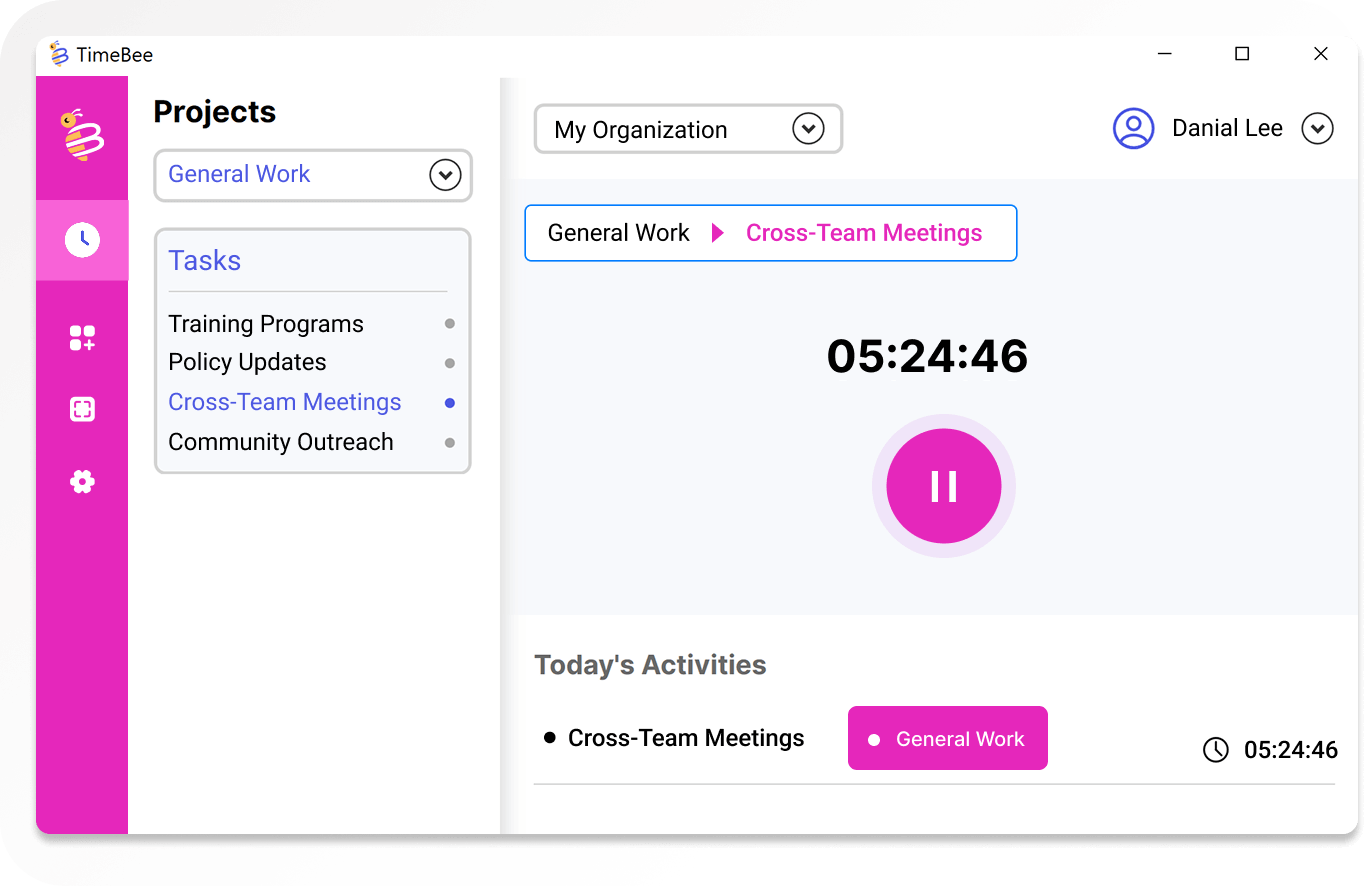 TimeBee
Projects
General Work
Tasks
Training Programs
Policy Updates
Cross-Team Meetings
Community Outreach
My Organization
Danial Lee
General Work Cross-Team Meetings
05:24:46
Today's Activities
Cross-Team Meetings General Work 05:24:46